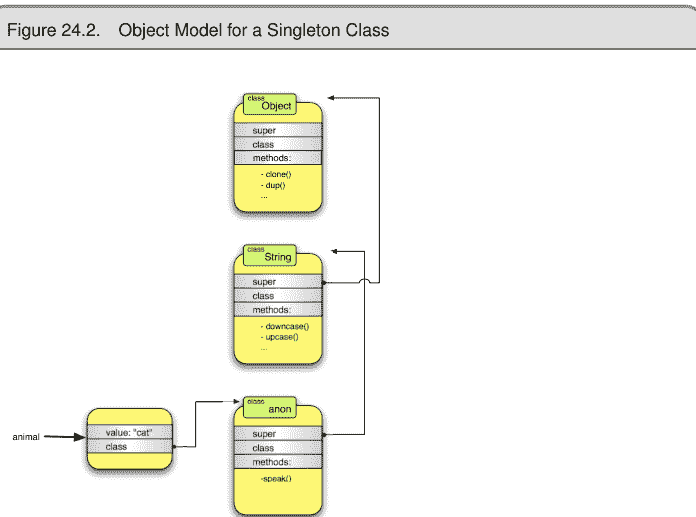 Figure 24.2. Object Model for a Singleton Class
class
Object
super
class
methods:
- clone()
- dup()
...
class
String
super
class
methods:
- downcase()
- upcase()
...
class
anon
super
class
methods:
-speak()
animal
value: "cat"
class